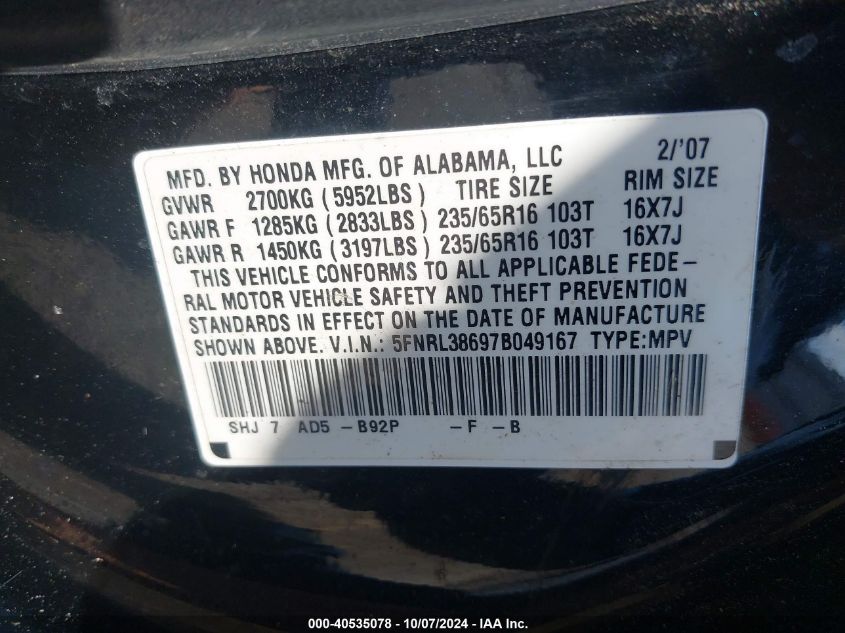 MFD. BY HONDA MFG. OF ALABAMA, LLC 2/'07
GVWR 2700KG (5952LBS) TIRE SIZE RIM SIZE
GAWR F 1285KG (2833LBS) 235/65R16 103T 16X7J
GAWR R 1450KG (3197LBS) 235/65R16 103T 16X7J
THIS VEHICLE CONFORMS TO ALL APPLICABLE FEDE-
RAL MOTOR VEHICLE SAFETY AND THEFT PREVENTION
STANDARDS IN EFFECT ON THE DATE OF MANUFACTURE
SHOWN ABOVE. V.I.N.: 5FNRL38697B049167 TYPE:MPV
SHJ 7 AD5 -B92P -F -B
000-40535078 - 10/07/2024 - IAA Inc.